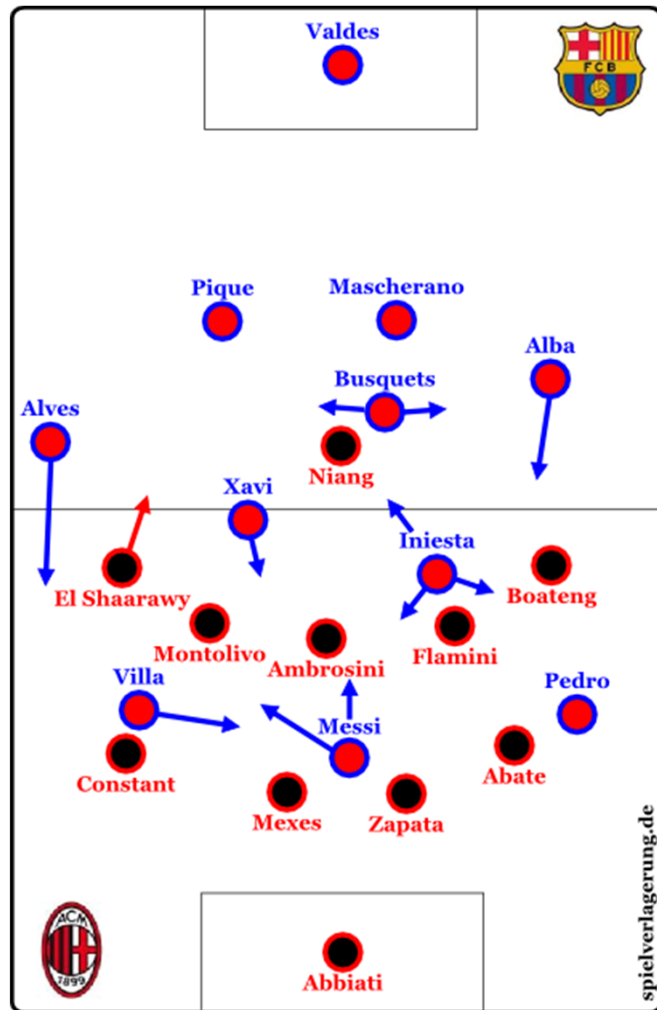 Valdes
FCB
Pique
Mascherano
Alba
Busquets
Alves
Niang
Xavi
Iniesta
El Shaarawy
Boateng
Montolivo
Ambrosini
Flamini
Villa
Pedro
Messi
Constant
Abate
Mexes
Zapata
ACM
1899
Abbiati
spielverlagerung.de